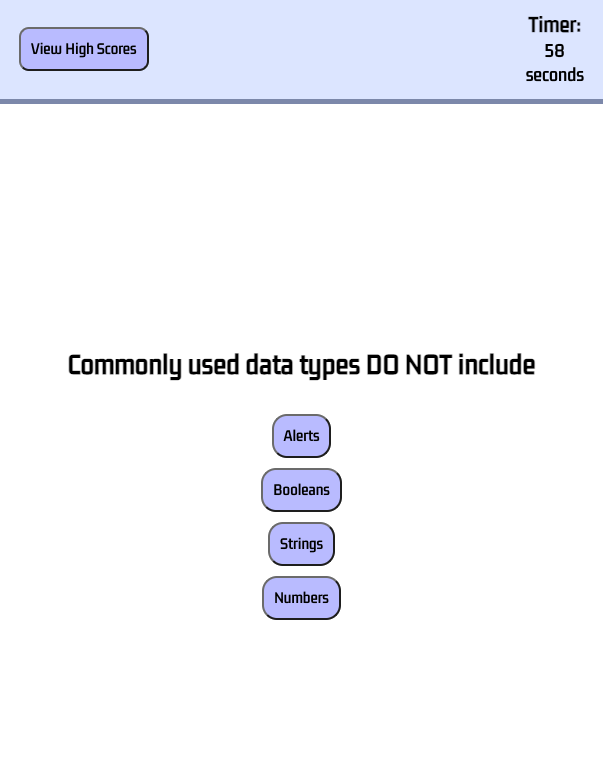 View High Scores
Timer:
58
seconds
Commonly used data types DO NOT include
Alerts
Booleans
Strings
Numbers